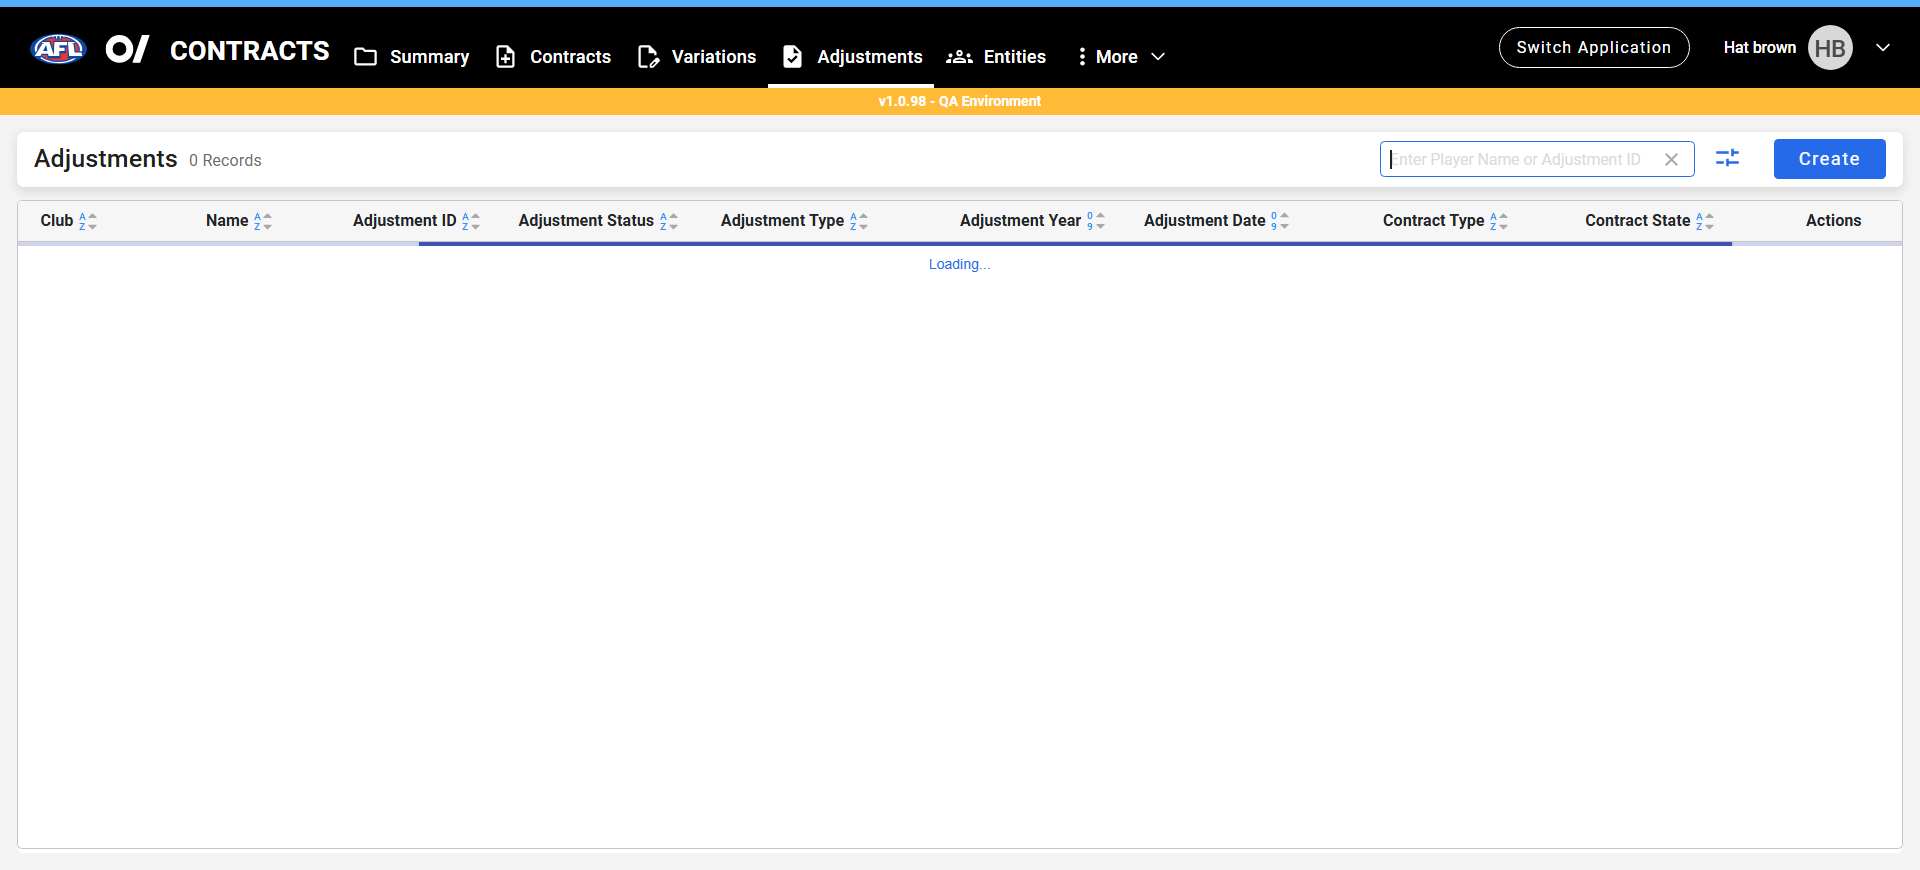 AFL CONTRACTS Summary Contracts Variations Adjustments Entities More Switch Application Hat brown HB
v1.0.98 - QA Environment
Adjustments 0 Records Enter Player Name or Adjustment ID Create
Club Name Adjustment ID Adjustment Status Adjustment Type Adjustment Year Adjustment Date Contract Type Contract State Actions
Loading...